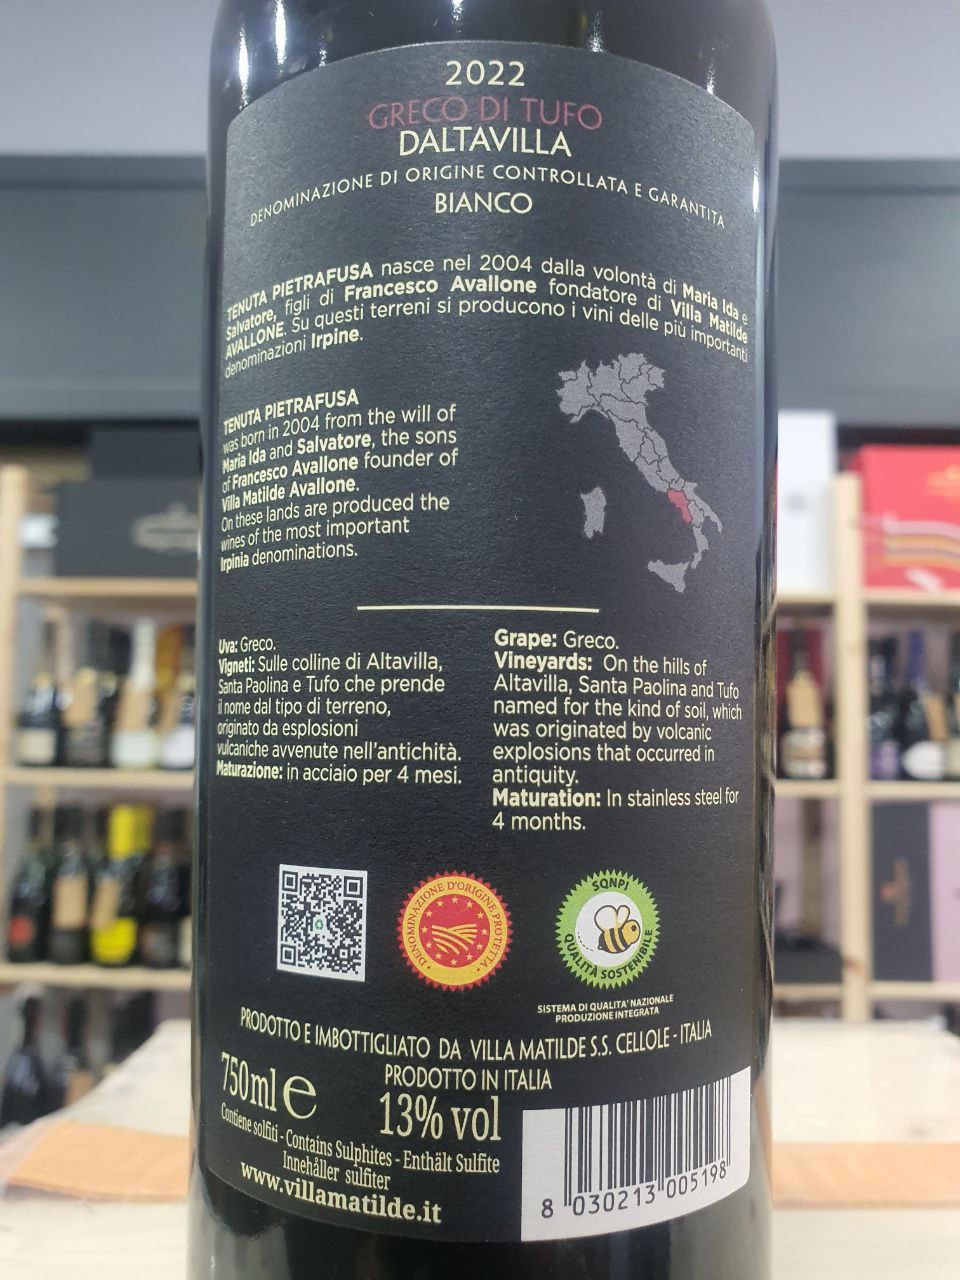 2022
GRECO DI TUFO
DALTAVILLA
DENOMINAZIONE DI ORIGINE CONTROLLATA E GARANTITA
BIANCO
TENUTA PIETRAFUSA nasce nel 2004 dalla volontà di Maria Ida e
Salvatore, figli di Francesco Avallone fondatore di Villa Matilde
AVALLONE. Su questi terreni si producono i vini delle più importanti
denominazioni Irpine.
TENUTA PIETRAFUSA
was born in 2004 from the will of
Maria Ida and Salvatore, the sons
of Francesco Avallone founder of
Villa Matilde Avallone.
On these lands are produced the
wines of the most important
Irpinia denominations.
Uva: Greco.
Vigneti: Sulle colline di Altavilla,
Santa Paolina e Tufo che prende
il nome dal tipo di terreno,
originato da esplosioni
vulcaniche avvenute nell'antichità.
Maturazione: in acciaio per 4 mesi.
Grape: Greco.
Vineyards: On the hills of
Altavilla, Santa Paolina and Tufo
named for the kind of soil, which
was originated by volcanic
explosions that occurred in
antiquity.
Maturation: In stainless steel for
4 months.
DENOMINAZIONE D'ORIGINE PROTETTA
SQNPI
QUALITÀ SOSTENIBILE
SISTEMA DI QUALITA' NAZIONALE
PRODUZIONE INTEGRATA
PRODOTTO E IMBOTTIGLIATO DA VILLA MATILDE S.S. CELLOLE - ITALIA
PRODOTTO IN ITALIA
750ml e
13% vol
Contiene solfiti - Contains Sulphites - Enthält Sulfite
Innehåller sulfiter
www.villamatilde.it
8 030213 005198